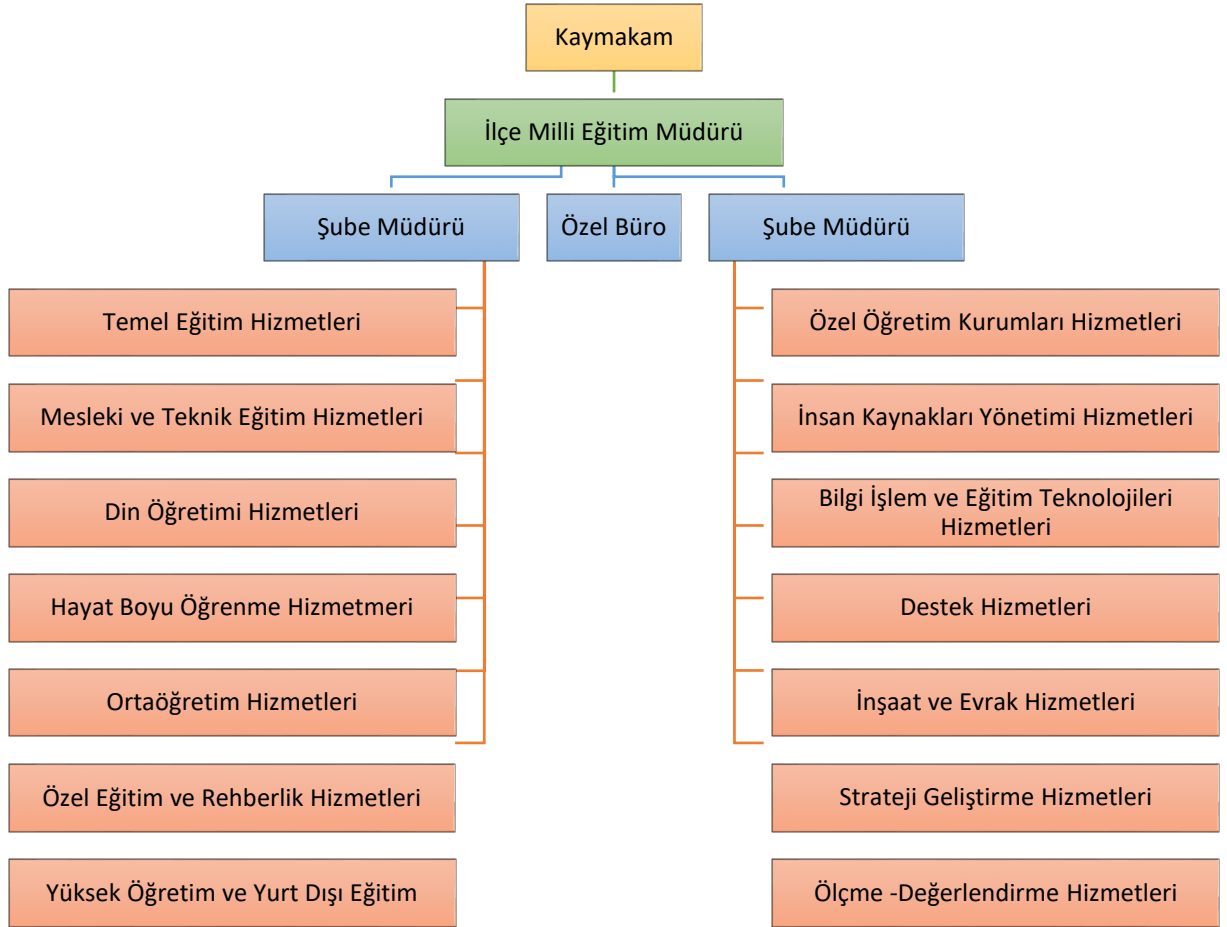 Kaymakam
İlçe Milli Eğitim Müdürü
Şube Müdürü
Özel Büro
Şube Müdürü
Temel Eğitim Hizmetleri
Mesleki ve Teknik Eğitim Hizmetleri
Din Öğretimi Hizmetleri
Hayat Boyu Öğrenme Hizmetmeri
Ortaöğretim Hizmetleri
Özel Eğitim ve Rehberlik Hizmetleri
Yüksek Öğretim ve Yurt Dışı Eğitim
Özel Öğretim Kurumları Hizmetleri
İnsan Kaynakları Yönetimi Hizmetleri
Bilgi İşlem ve Eğitim Teknolojileri
Hizmetleri
Destek Hizmetleri
İnşaat ve Evrak Hizmetleri
Strateji Geliştirme Hizmetleri
Ölçme -Değerlendirme Hizmetleri